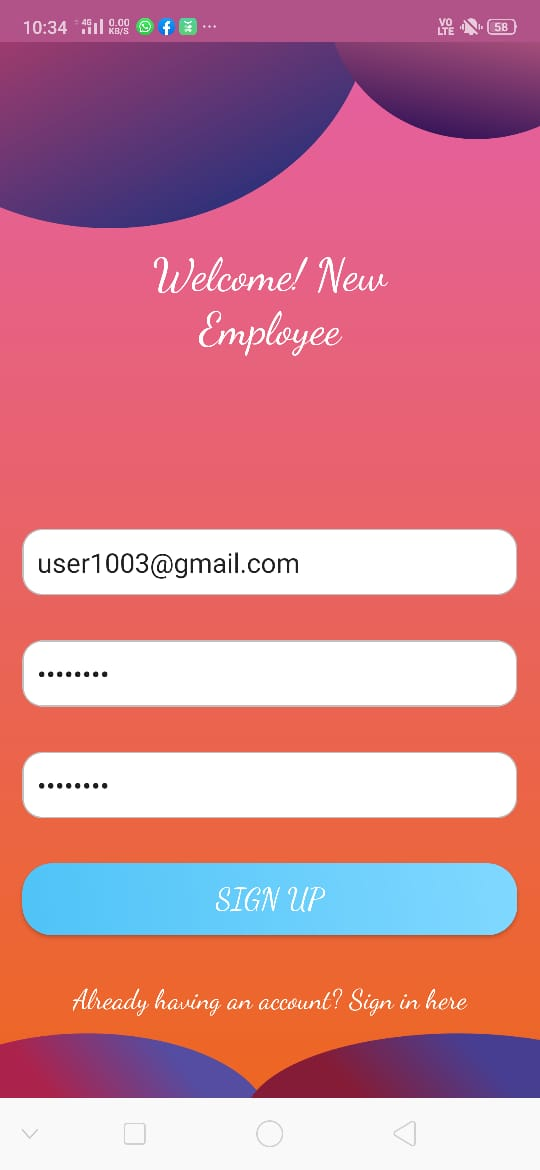 10:34 4G 0.00 KB/S VO LTE 58
Welcome! New
Employee
user1003@gmail.com
••••••••
••••••••
SIGN UP
Already having an account? Sign in here